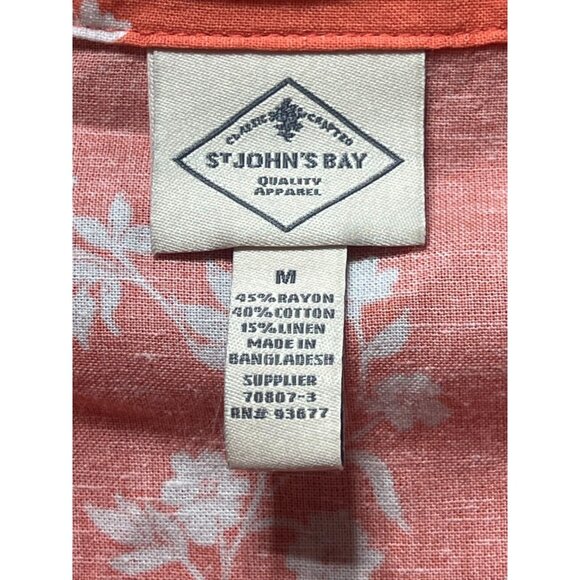 CLASSIC CRAFTED
ST JOHN'S BAY
QUALITY
APPAREL
M
45% RAYON
40% COTTON
15% LINEN
MADE IN
BANGLADESH
SUPPLIER
70807-3
RN# 93677